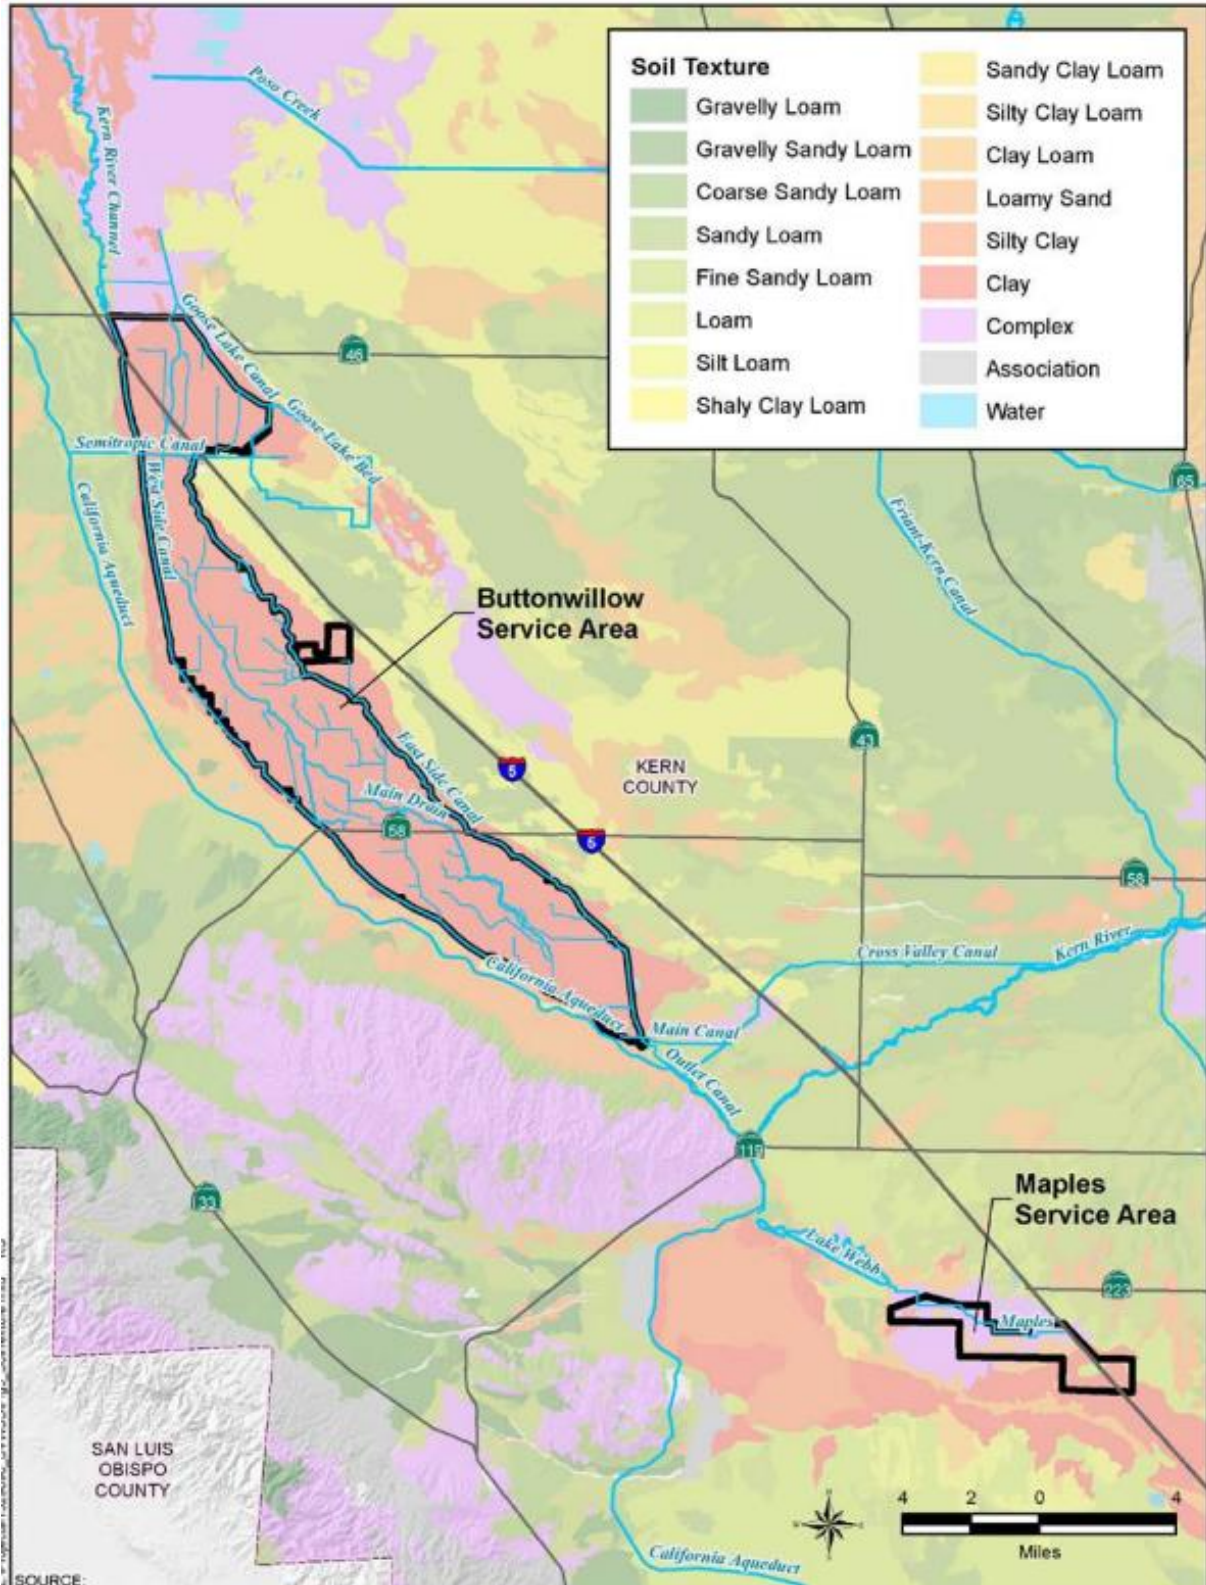 Soil Texture
Gravelly Loam
Gravelly Sandy Loam
Coarse Sandy Loam
Sandy Loam
Fine Sandy Loam
Loam
Silt Loam
Shaly Clay Loam
Sandy Clay Loam
Silty Clay Loam
Clay Loam
Loamy Sand
Silty Clay
Clay
Complex
Association
Water
Poso Creek
Kern River Channel
Goose Lake Canal
46
Goose Lake Bed
Semitropic Canal
West Side Canal
California Aqueduct
65
Friant-Kern Canal
Buttonwillow
Service Area
43
East Side Canal
5
KERN
COUNTY
Main Drain
58
5
58
Cross Valley Canal
Kern River
California Aqueduct
Main Canal
Outlet Canal
119
33
Maples
Service Area
Lake Webb
223
Maples
SAN LUIS
OBISPO
COUNTY
4 2 0 4
Miles
California Aqueduct
SOURCE: